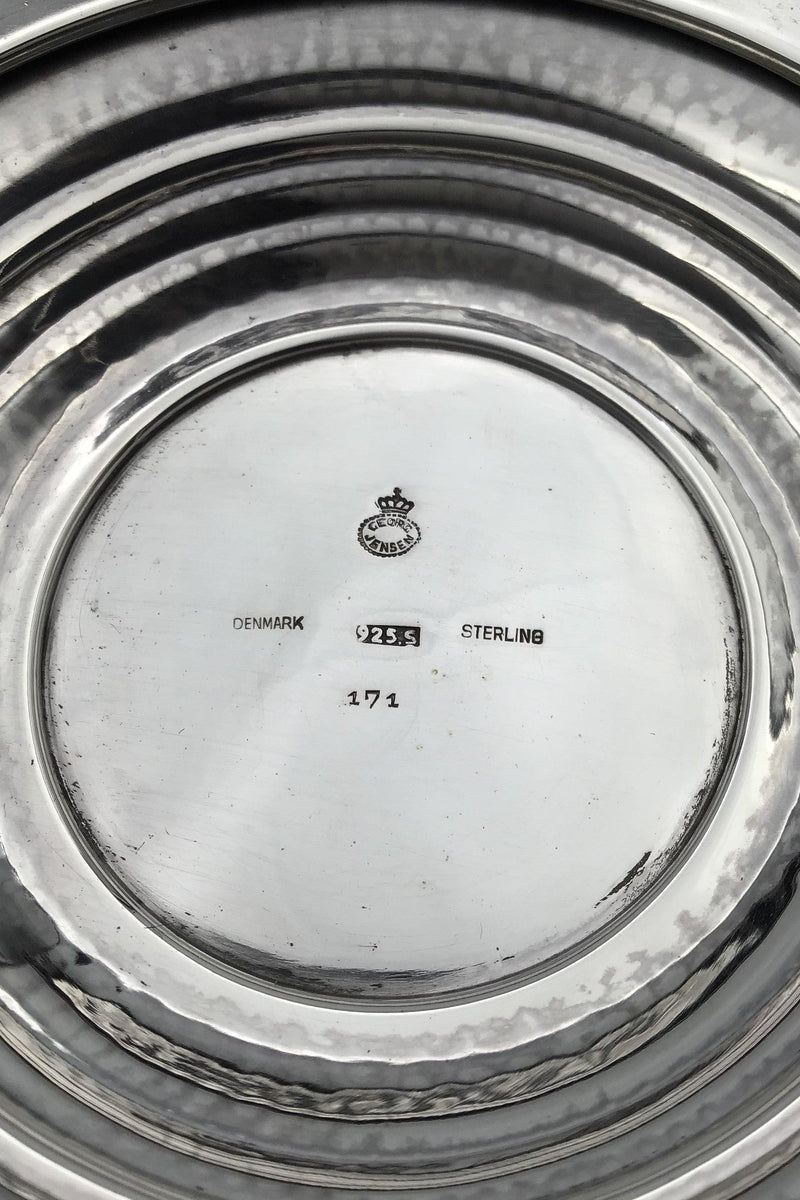 GEORG
JENSEN
DENMARK 925.S STERLING
171